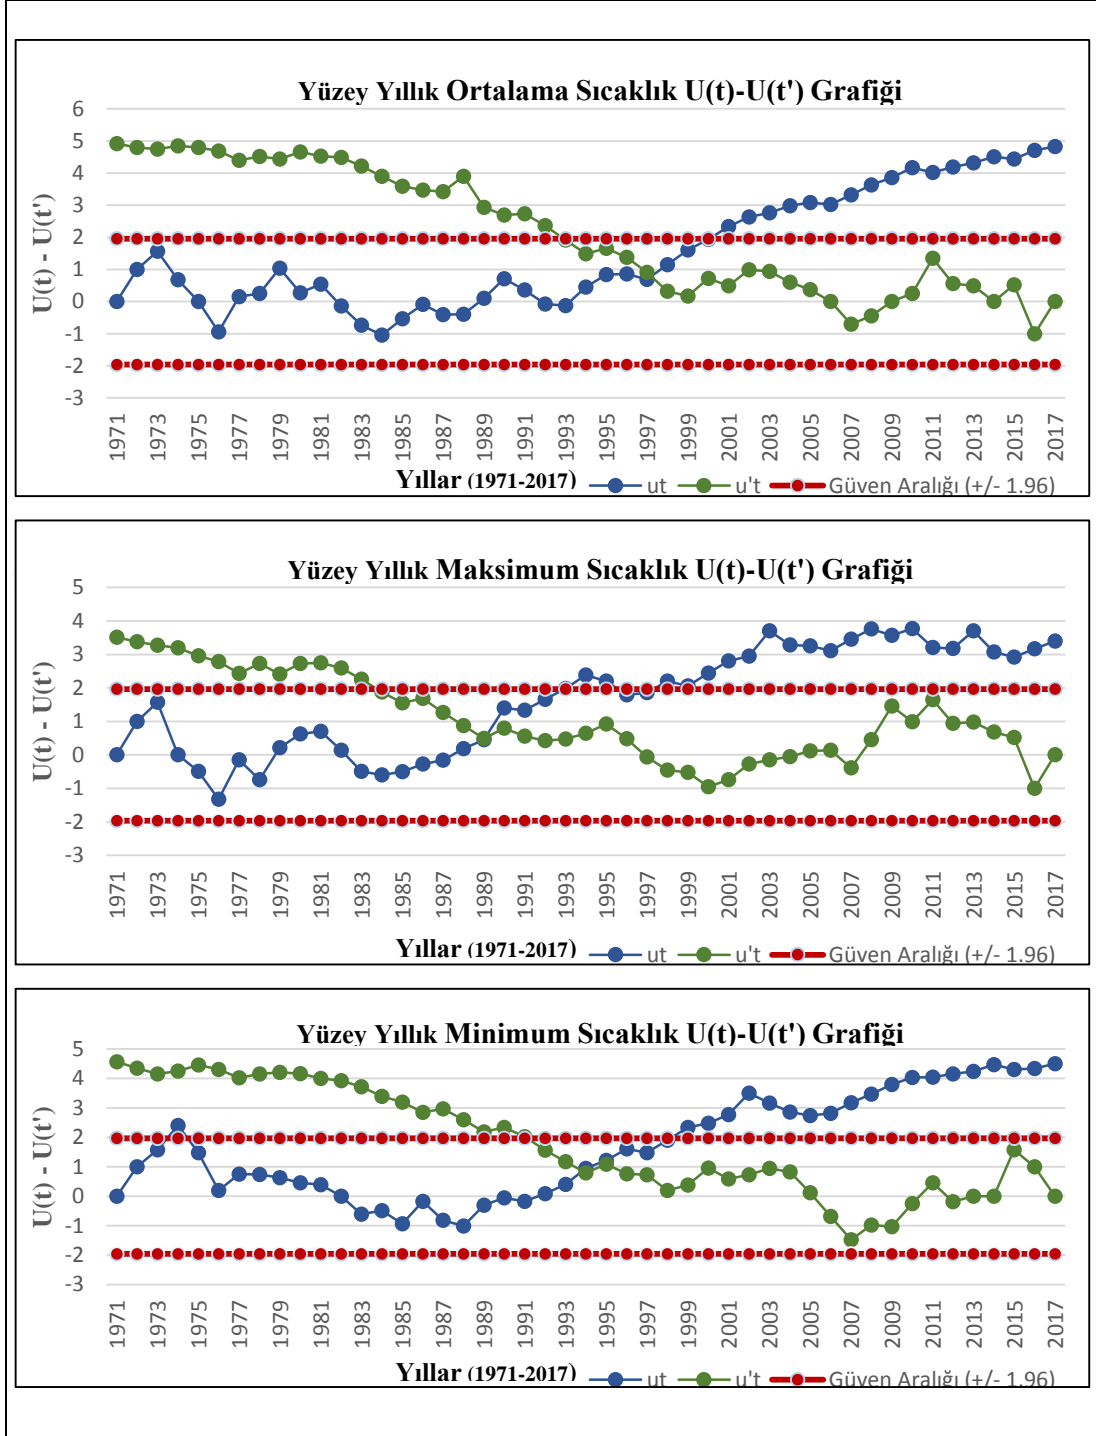 Yüzey Yıllık Ortalama Sıcaklık U(t)-U(t') Grafiği
U(t) - U(t')
6
5
4
3
2
1
0
-1
-2
-3
1971 1973 1975 1977 1979 1981 1983 1985 1987 1989 1991 1993 1995 1997 1999 2001 2003 2005 2007 2009 2011 2013 2015 2017
Yıllar (1971-2017) ut u't Güven Aralığı (+/- 1.96)
Yüzey Yıllık Maksimum Sıcaklık U(t)-U(t') Grafiği
U(t) - U(t')
5
4
3
2
1
0
-1
-2
-3
1971 1973 1975 1977 1979 1981 1983 1985 1987 1989 1991 1993 1995 1997 1999 2001 2003 2005 2007 2009 2011 2013 2015 2017
Yıllar (1971-2017) ut u't Güven Aralığı (+/- 1.96)
Yüzey Yıllık Minimum Sıcaklık U(t)-U(t') Grafiği
U(t) - U(t')
5
4
3
2
1
0
-1
-2
-3
1971 1973 1975 1977 1979 1981 1983 1985 1987 1989 1991 1993 1995 1997 1999 2001 2003 2005 2007 2009 2011 2013 2015 2017
Yıllar (1971-2017) ut u't Güven Aralığı (+/- 1.96)